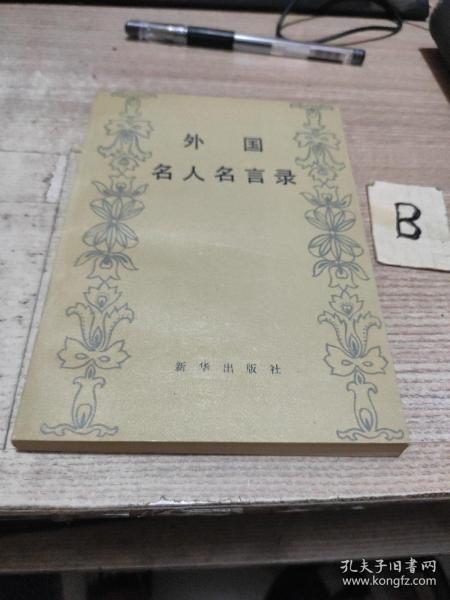 外 国
名人名言录
新华出版社
B
孔夫子旧书网
www.kongfz.com